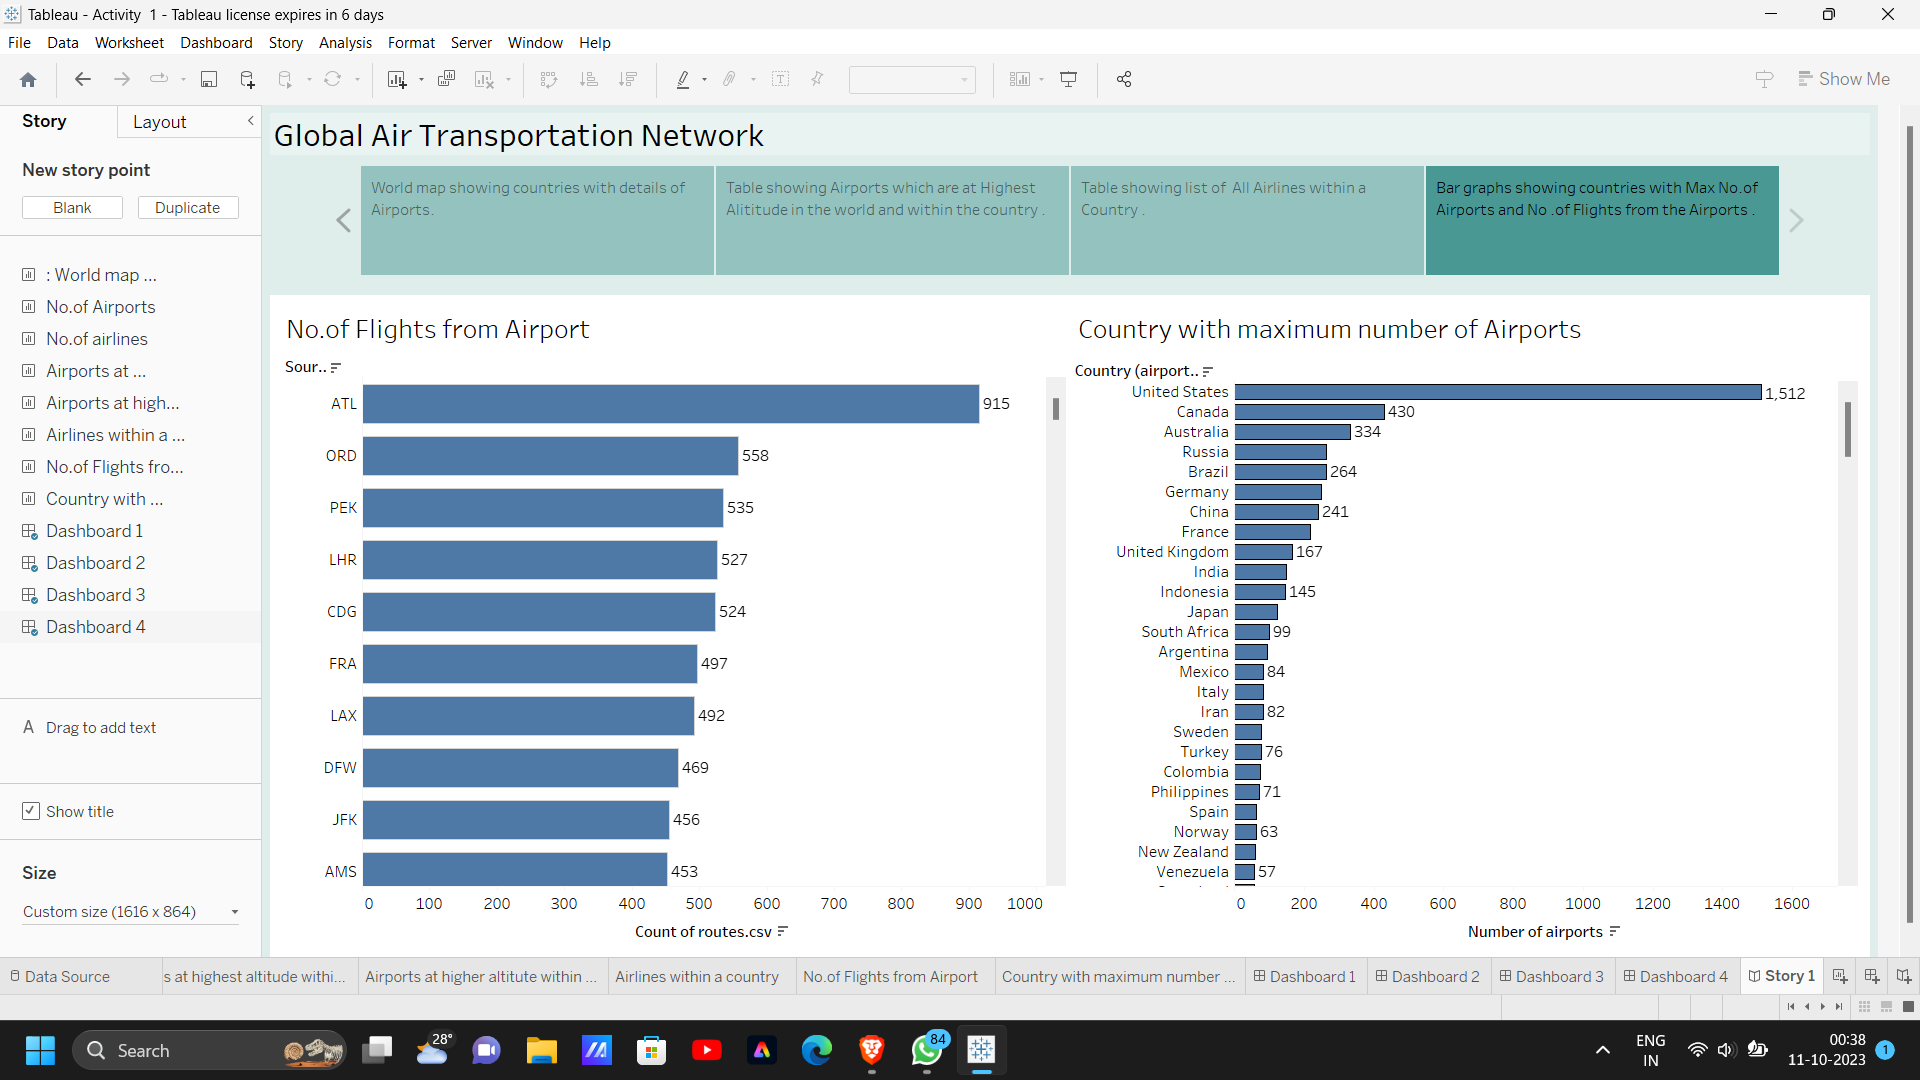 Tableau - Activity  1 - Tableau license expires in 6 days
File Data Worksheet Dashboard Story Analysis Format Server Window Help
Show Me
Story
Layout
New story point
Blank
Duplicate
: World map ...
No.of Airports
No.of airlines
Airports at ...
Airports at high...
Airlines within a ...
No.of Flights fro...
Country with ...
Dashboard 1
Dashboard 2
Dashboard 3
Dashboard 4
A Drag to add text
Show title
Size
Custom size (1616 x 864)
Global Air Transportation Network
World map showing countries with details of
Airports.
Table showing Airports which are at Highest
Alititude in the world and within the country .
Table showing list of  All Airlines within a
Country .
Bar graphs showing countries with Max No.of
Airports and No .of Flights from the Airports .
No.of Flights from Airport
Sour..
ATL 915
ORD 558
PEK 535
LHR 527
CDG 524
FRA 497
LAX 492
DFW 469
JFK 456
AMS 453
0 100 200 300 400 500 600 700 800 900 1000
Count of routes.csv
Country with maximum number of Airports
Country (airport..
United States 1,512
Canada 430
Australia 334
Russia
Brazil 264
Germany
China 241
France
United Kingdom 167
India
Indonesia 145
Japan
South Africa 99
Argentina
Mexico 84
Italy
Iran 82
Sweden
Turkey 76
Colombia
Philippines 71
Spain
Norway 63
New Zealand
Venezuela 57
0 200 400 600 800 1000 1200 1400 1600
Number of airports
Data Source
s at highest altitude withi...
Airports at higher altitute within ...
Airlines within a country
No.of Flights from Airport
Country with maximum number ...
Dashboard 1
Dashboard 2
Dashboard 3
Dashboard 4
Story 1
Search
28°
84
ENG
IN
00:38
11-10-2023
1